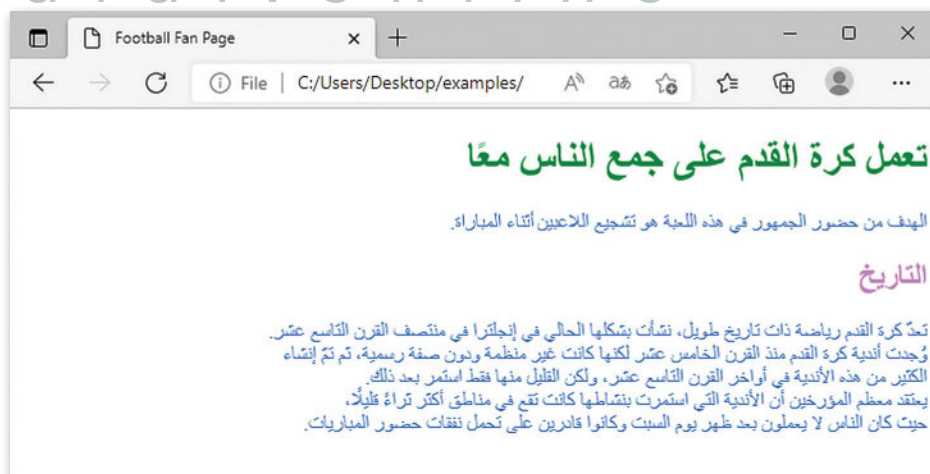 Football Fan Page
File | C:/Users/Desktop/examples/
تعمل كرة القدم على جمع الناس معًا
الهدف من حضور الجمهور في هذه اللعبة هو تشجيع اللاعبين أثناء المباراة.
التاريخ
تعدّ كرة القدم رياضة ذات تاريخ طويل، نشأت بشكلها الحالي في إنجلترا في منتصف القرن التاسع عشر.
وُجدت أندية كرة القدم منذ القرن الخامس عشر لكنها كانت غير منظمة ودون صفة رسمية، ثم تمّ إنشاء
الكثير من هذه الأندية في أواخر القرن التاسع عشر، ولكن القليل منها فقط استمر بعد ذلك.
يعتقد معظم المؤرخين أن الأندية التي استمرت بنشاطها كانت تقع في مناطق أكثر ثراءً قليلًا،
حيث كان الناس لا يعملون بعد ظهر يوم السبت وكانوا قادرين على تحمل نفقات حضور المباريات.